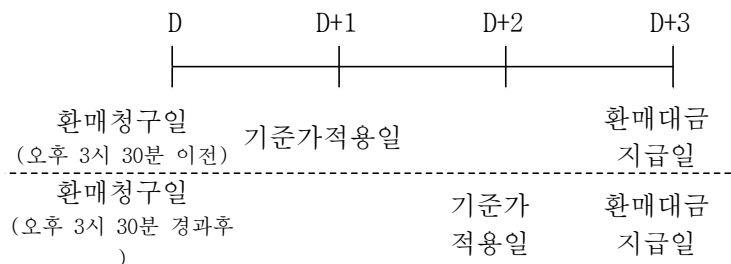 D D+1 D+2 D+3
환매청구일
(오후 3시 30분 이전)
기준가적용일
환매대금
지급일
환매청구일
(오후 3시 30분 경과후
)
기준가
적용일
환매대금
지급일